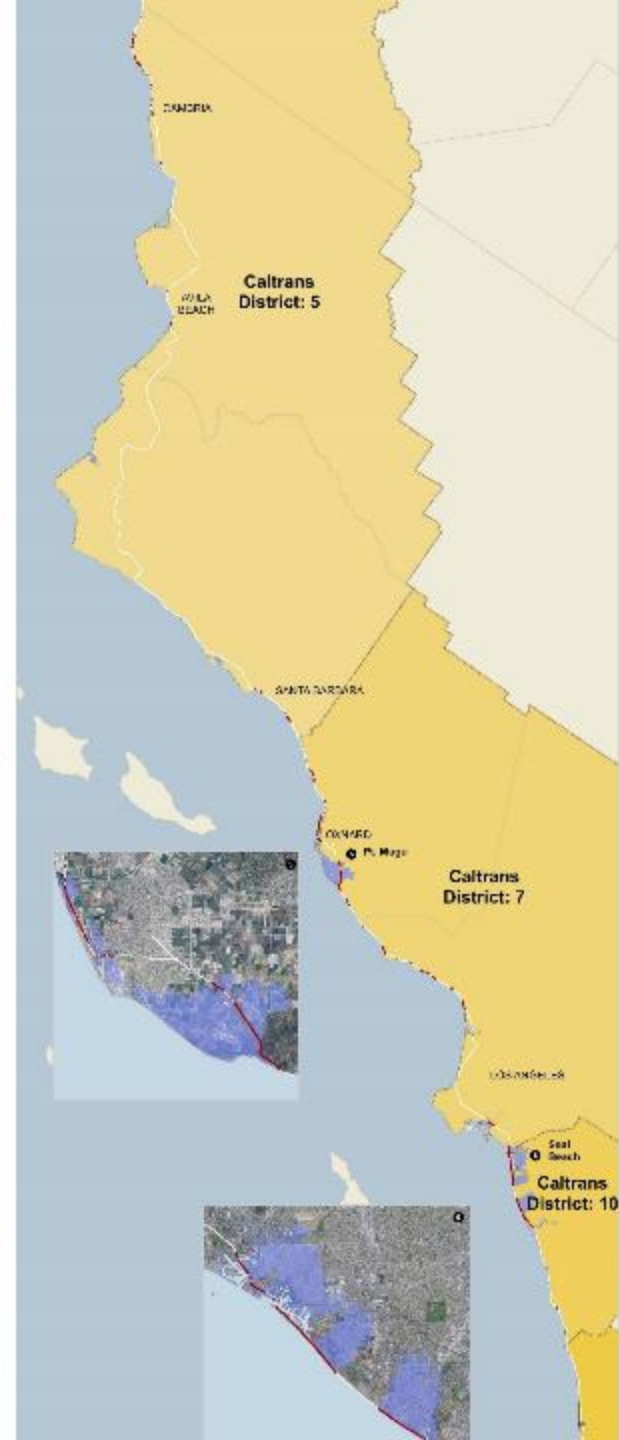 CAMBRIA
Caltrans
District: 5
AVILA
BEACH
SANTA BARBARA
OXNARD
Pt. Mugu
Caltrans
District: 7
LOS ANGELES
Seal
Beach
Caltrans
District: 10